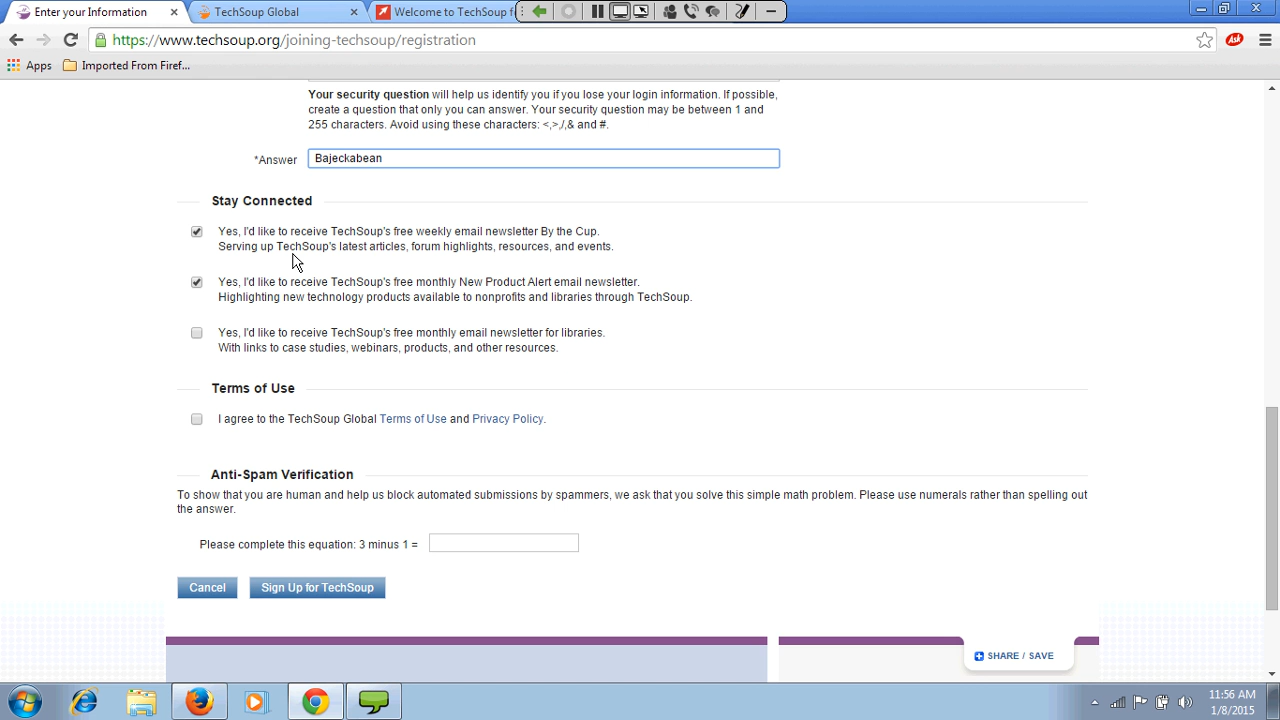 Enter your Information
TechSoup Global
Welcome to TechSoup f
https://www.techsoup.org/joining-techsoup/registration
Ask
Apps
Imported From Firef...
Your security question will help us identify you if you lose your login information. If possible,
create a question that only you can answer. Your security question may be between 1 and
255 characters. Avoid using these characters: <,>,/,& and #.
*Answer
Bajeckabean
Stay Connected
Yes, I'd like to receive TechSoup's free weekly email newsletter By the Cup.
Serving up TechSoup's latest articles, forum highlights, resources, and events.
Yes, I'd like to receive TechSoup's free monthly New Product Alert email newsletter.
Highlighting new technology products available to nonprofits and libraries through TechSoup.
Yes, I'd like to receive TechSoup's free monthly email newsletter for libraries.
With links to case studies, webinars, products, and other resources.
Terms of Use
I agree to the TechSoup Global Terms of Use and Privacy Policy.
Anti-Spam Verification
To show that you are human and help us block automated submissions by spammers, we ask that you solve this simple math problem. Please use numerals rather than spelling out
the answer.
Please complete this equation: 3 minus 1 =
Cancel
Sign Up for TechSoup
SHARE / SAVE
11:56 AM
1/8/2015